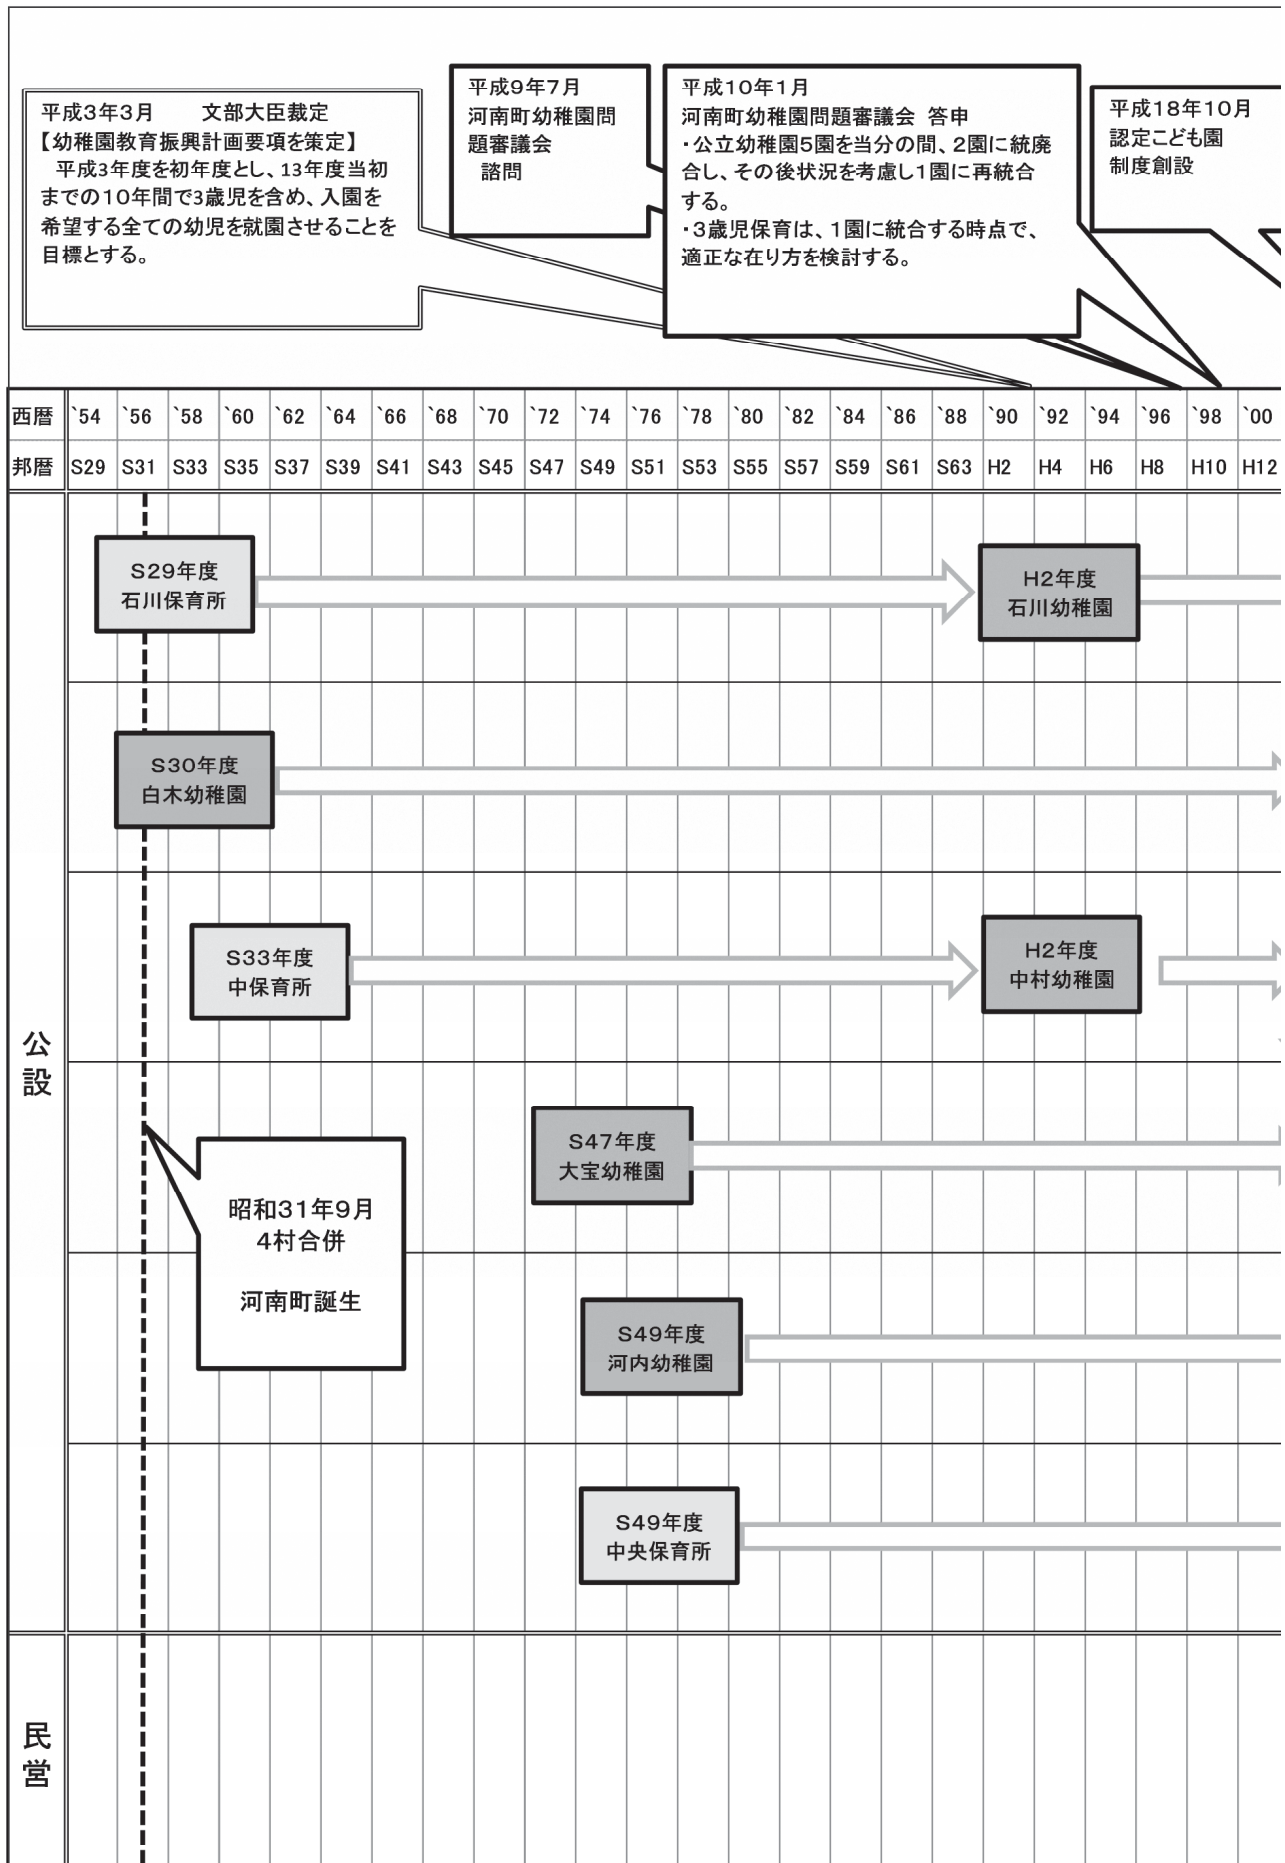 平成3年3月　　文部大臣裁定
【幼稚園教育振興計画要項を策定】
　平成3年度を初年度とし、13年度当初
までの10年間で3歳児を含め、入園を
希望する全ての幼児を就園させることを
目標とする。
平成9年7月
河南町幼稚園問
題審議会
　諮問
平成10年1月
河南町幼稚園問題審議会 答申
・公立幼稚園5園を当分の間、2園に統廃
合し、その後状況を考慮し1園に再統合
する。
・3歳児保育は、1園に統合する時点で、
適正な在り方を検討する。
平成18年10月
認定こども園
制度創設
西暦 `54 `56 `58 `60 `62 `64 `66 `68 `70 `72 `74 `76 `78 `80 `82 `84 `86 `88 `90 `92 `94 `96 `98 `00
邦暦 S29 S31 S33 S35 S37 S39 S41 S43 S45 S47 S49 S51 S53 S55 S57 S59 S61 S63 H2 H4 H6 H8 H10 H12
公設
S29年度
石川保育所
H2年度
石川幼稚園
S30年度
白木幼稚園
S33年度
中保育所
H2年度
中村幼稚園
S47年度
大宝幼稚園
昭和31年9月
4村合併
河南町誕生
S49年度
河内幼稚園
S49年度
中央保育所
民営